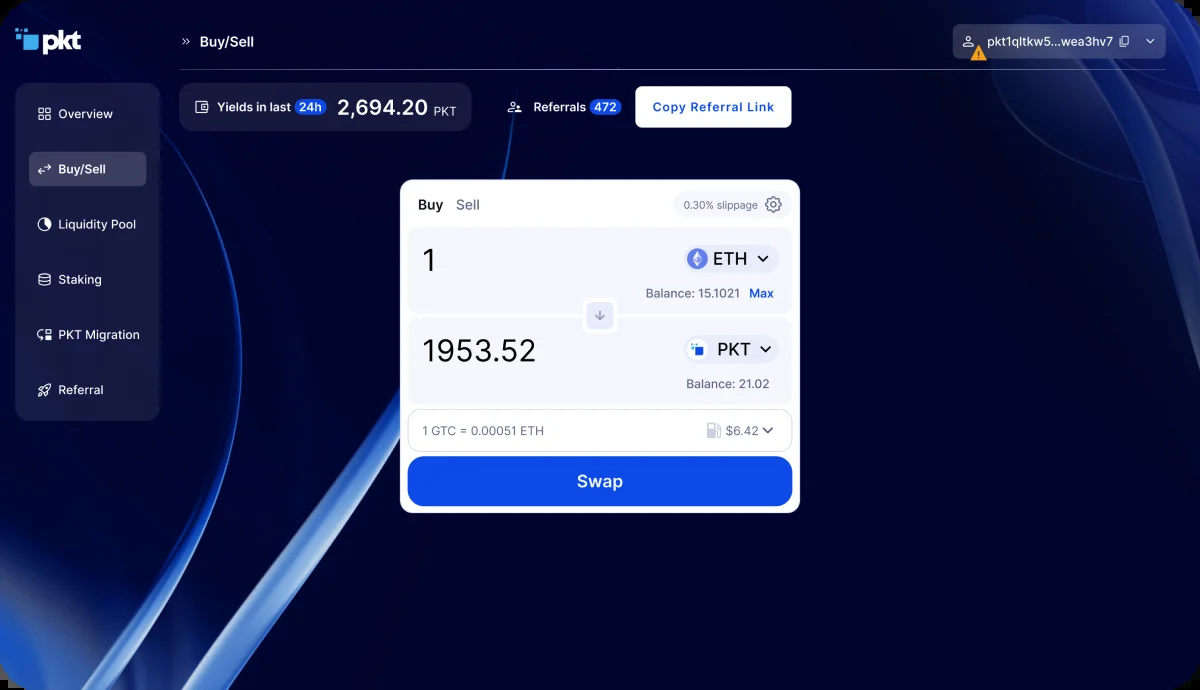 pkt
Buy/Sell
pkt1qltkw5...wea3hv7
Overview
Buy/Sell
Liquidity Pool
Staking
PKT Migration
Referral
Yields in last 24h 2,694.20 PKT
Referrals 472
Copy Referral Link
Buy Sell 0.30% slippage
1 ETH
Balance: 15.1021 Max
1953.52 PKT
Balance: 21.02
1 GTC = 0.00051 ETH $6.42
Swap